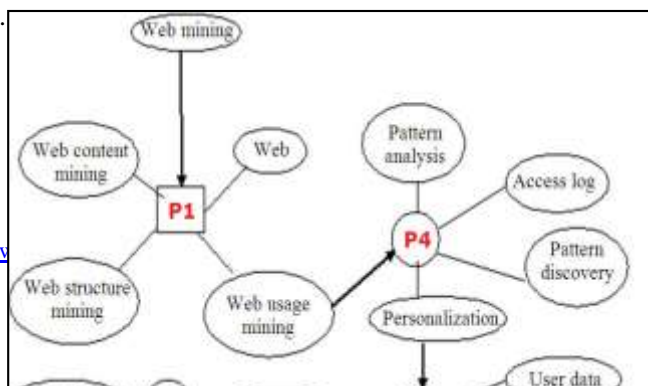 .
Web mining
Web content
mining
Web
Pattern
analysis
Access log
P1
P4
Pattern
discovery
Web structure
mining
Web usage
mining
Personalization
User data